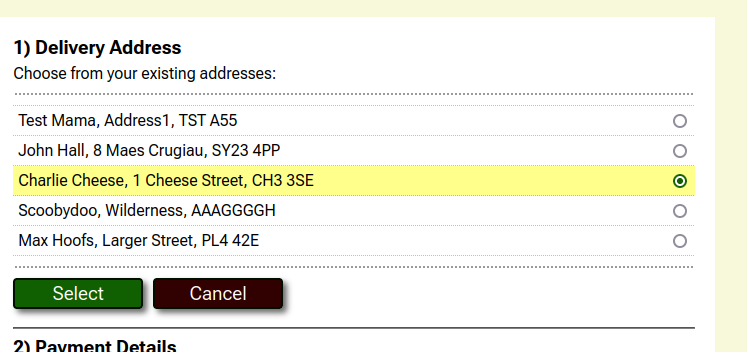 1) Delivery Address
Choose from your existing addresses:
Test Mama, Address1, TST A55
John Hall, 8 Maes Crugiau, SY23 4PP
Charlie Cheese, 1 Cheese Street, CH3 3SE
Scoobydoo, Wilderness, AAAGGGGH
Max Hoofs, Larger Street, PL4 42E
Select Cancel
2) Payment Details